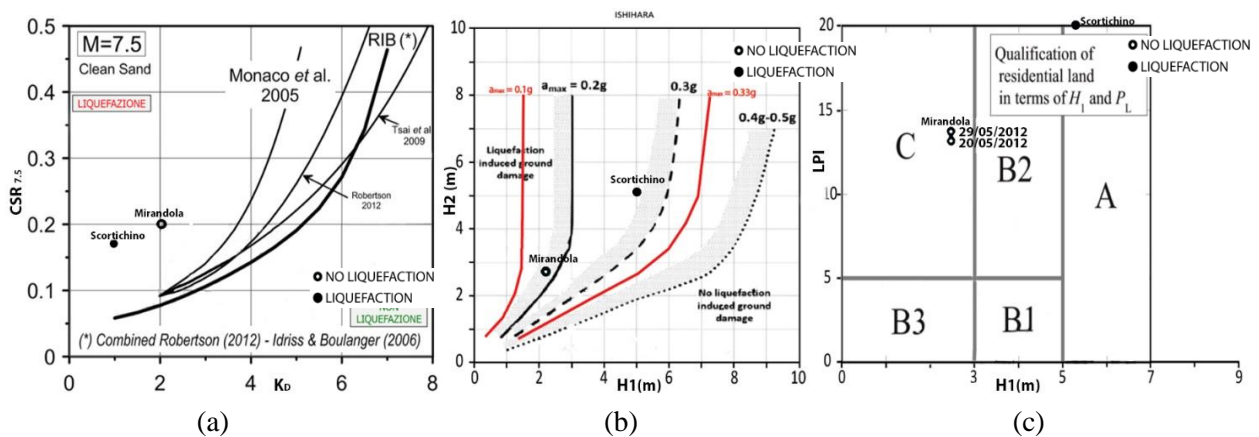 (a)
0.5
0.4
0.3
0.2
0.1
0
CSR 7.5
M=7.5
Clean Sand
LIQUEFAZIONE
Monaco et al.
2005
RIB (*)
Tsai et al
2009
Robertson
2012
Mirandola
Scortichino
NO LIQUEFACTION
LIQUEFACTION
LIQUEFAZIONE
(*) Combined Robertson (2012) - Idriss & Boulanger (2006)
0 2 4 6 8
KD
(a)
(b)
ISHIHARA
10
9
8
7
6
5
4
3
2
1
0
H2 (m)
NO LIQUEFACTION
LIQUEFACTION
amax = 0.1g
amax = 0.2g
0.3g
amax = 0.33g
0.4g-0.5g
Liquefaction
induced ground
damage
Scortichino
Mirandola
No liquefaction
induced ground
damage
0 2 4 6 8 10
H1(m)
(b)
(c)
20
15
10
5
0
LPI
Scortichino
NO LIQUEFACTION
LIQUEFACTION
Qualification of
residential land
in terms of H1 and PL
Mirandola
29/05/2012
20/05/2012
C
B2
A
B3
B1
0 3 5 7 9
H1(m)
(c)